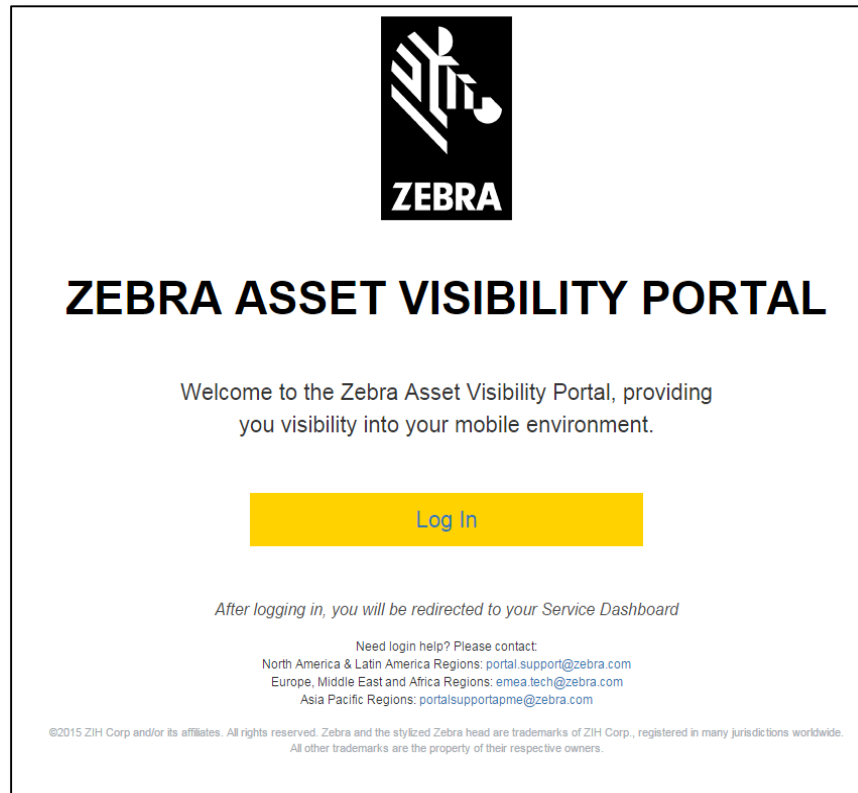 ZEBRA
ZEBRA ASSET VISIBILITY PORTAL
Welcome to the Zebra Asset Visibility Portal, providing
you visibility into your mobile environment.
Log In
After logging in, you will be redirected to your Service Dashboard
Need login help? Please contact:
North America & Latin America Regions: portal.support@zebra.com
Europe, Middle East and Africa Regions: emea.tech@zebra.com
Asia Pacific Regions: portalsupportapme@zebra.com
©2015 ZIH Corp and/or its affiliates. All rights reserved. Zebra and the stylized Zebra head are trademarks of ZIH Corp., registered in many jurisdictions worldwide.
All other trademarks are the property of their respective owners.